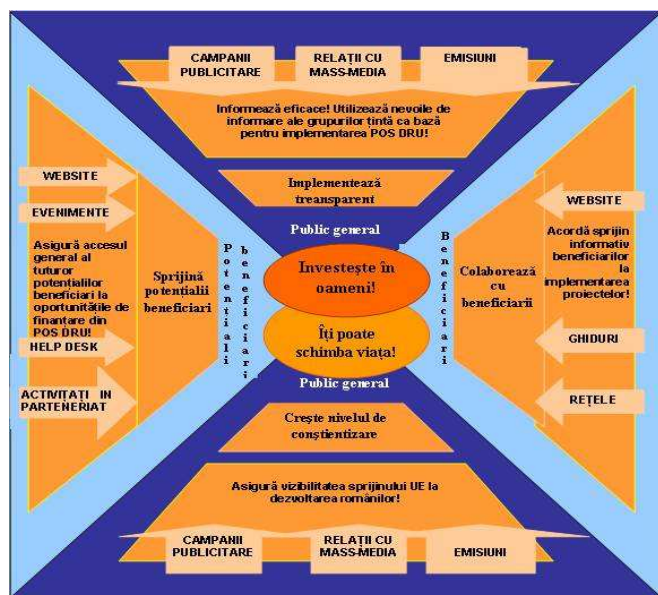 CAMPANII
PUBLICITARE
RELAȚII CU
MASS-MEDIA
EMISIUNI
Informează eficace! Utilizează nevoile de
informare ale grupurilor țintă ca bază
pentru implementarea POS DRU!
Implementează
treansparent
Public general
WEBSITE
EVENIMENTE
Asigură accesul
general al
tuturor
potențialilor
beneficiari la
oportunitățile de
finanțare din
POS DRU!
HELP DESK
ACTIVITAȚI IN
PARTENERIAT
Sprijină
potențialii
beneficiari
Potențiali
beneficiari
Investește în
oameni!
Îți poate
schimba viața!
Beneficiari
Colaborează
cu
beneficiarii
WEBSITE
Acordă sprijin
informativ
beneficiarilor
la
implementarea
proiectelor!
GHIDURI
REȚELE
Public general
Crește nivelul de
conștientizare
Asigură vizibilitatea sprijinului UE la
dezvoltarea românilor!
CAMPANII
PUBLICITARE
RELAȚII CU
MASS-MEDIA
EMISIUNI